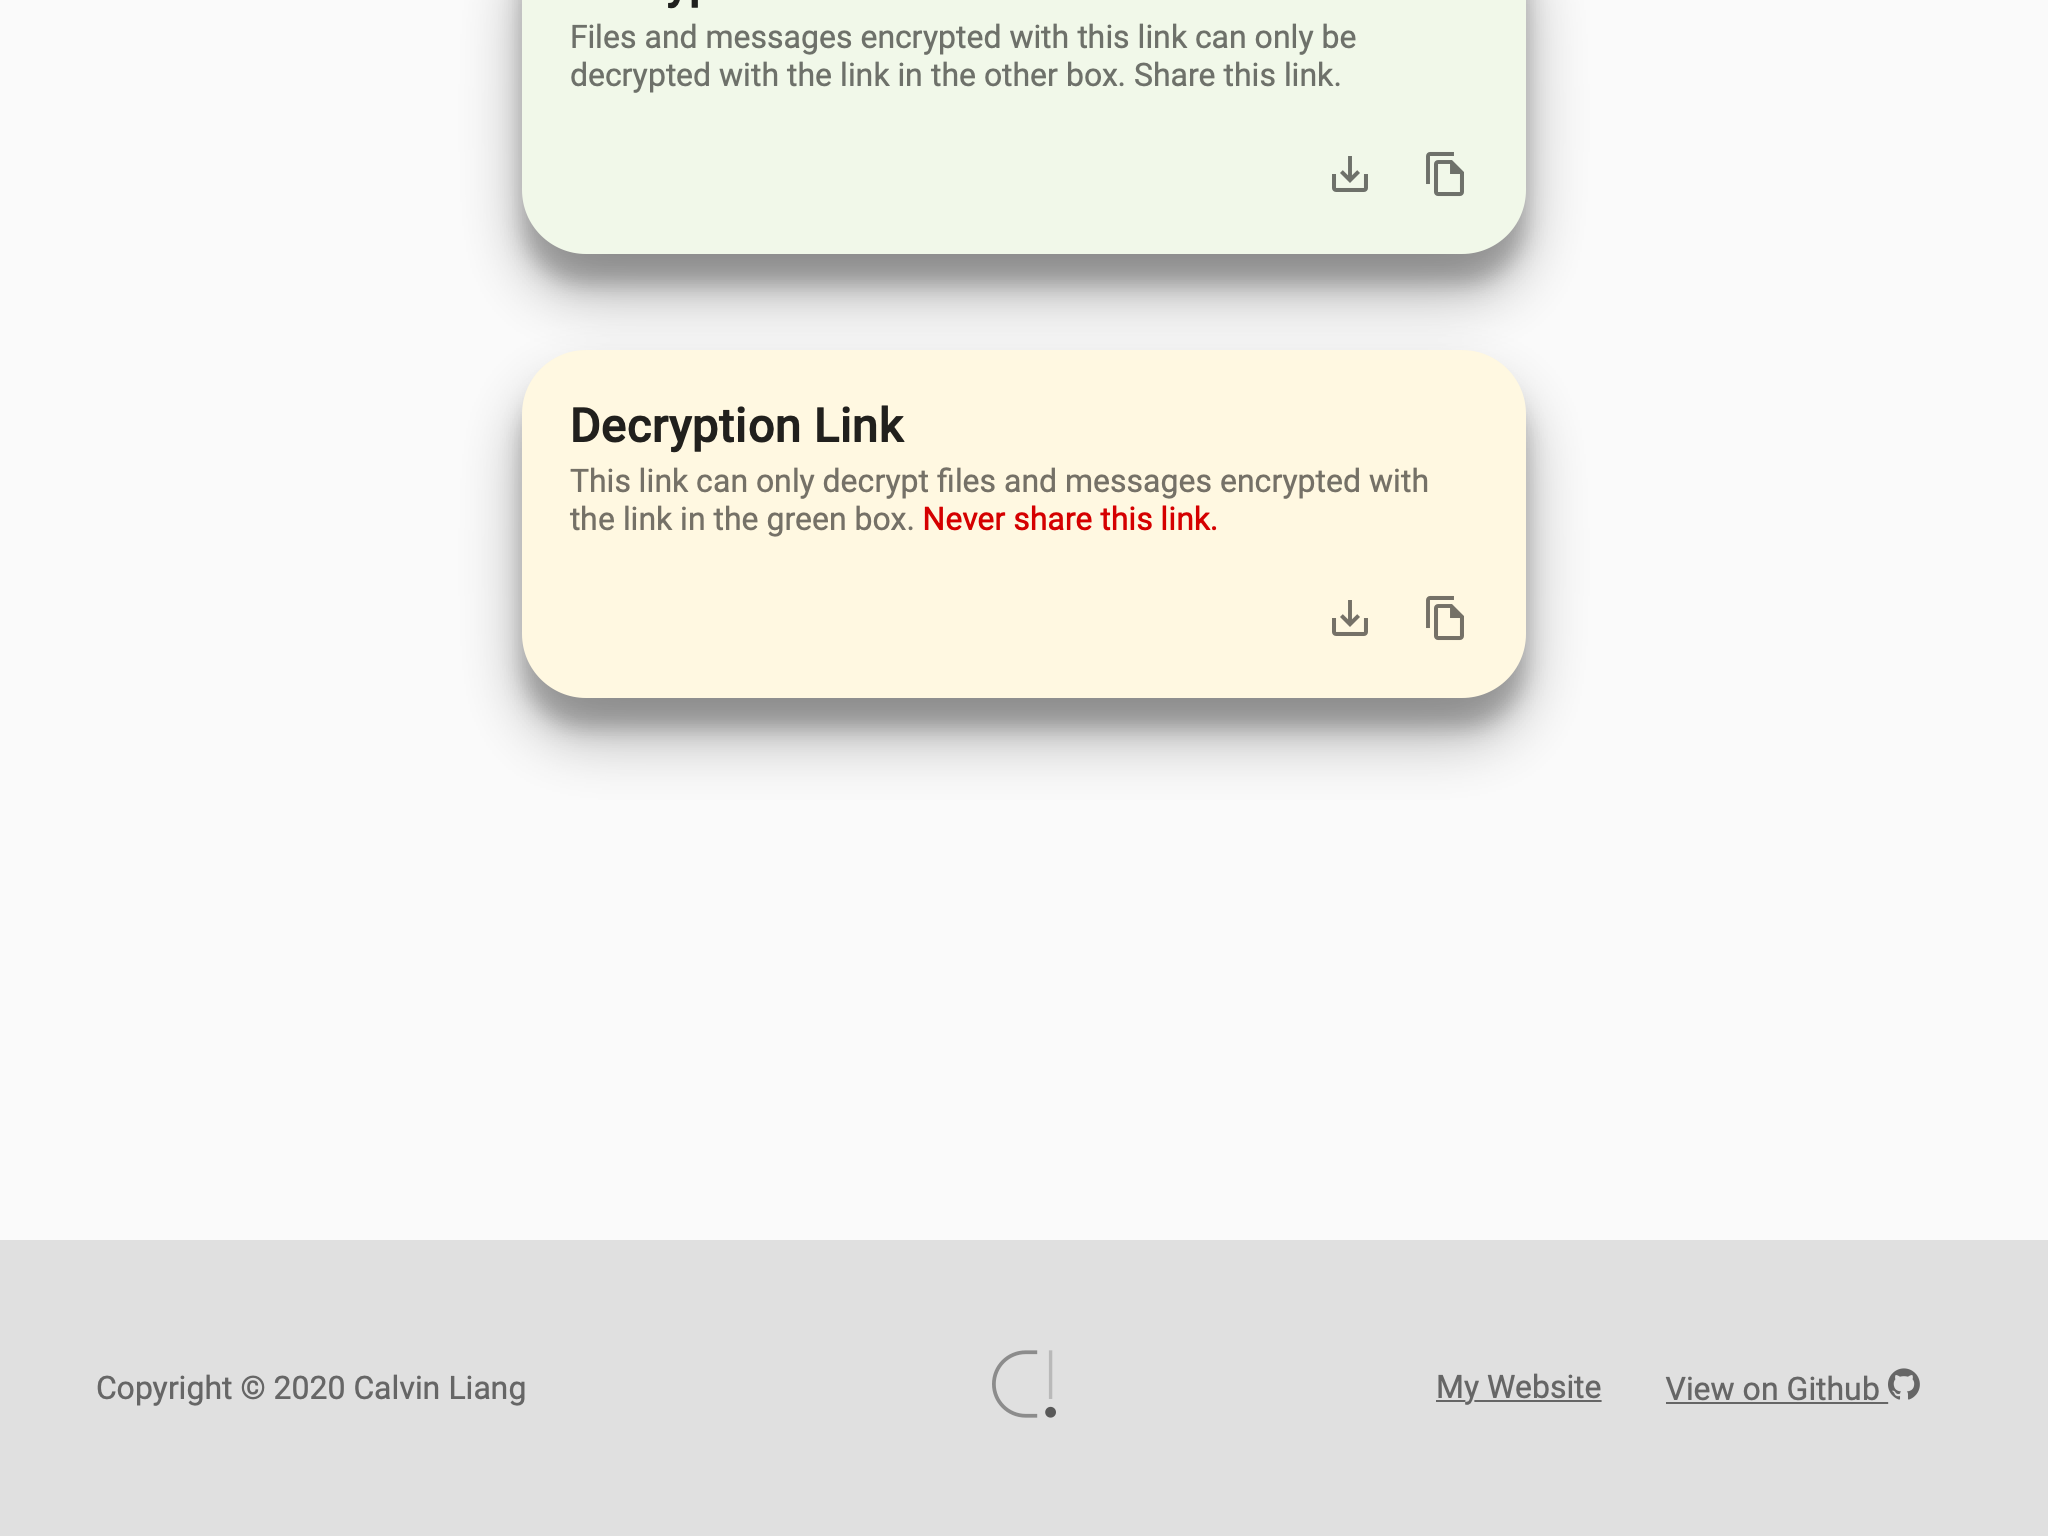 Files and messages encrypted with this link can only be
decrypted with the link in the other box. Share this link.
Decryption Link
This link can only decrypt files and messages encrypted with
the link in the green box. Never share this link.
Copyright © 2020 Calvin Liang
My Website
View on Github